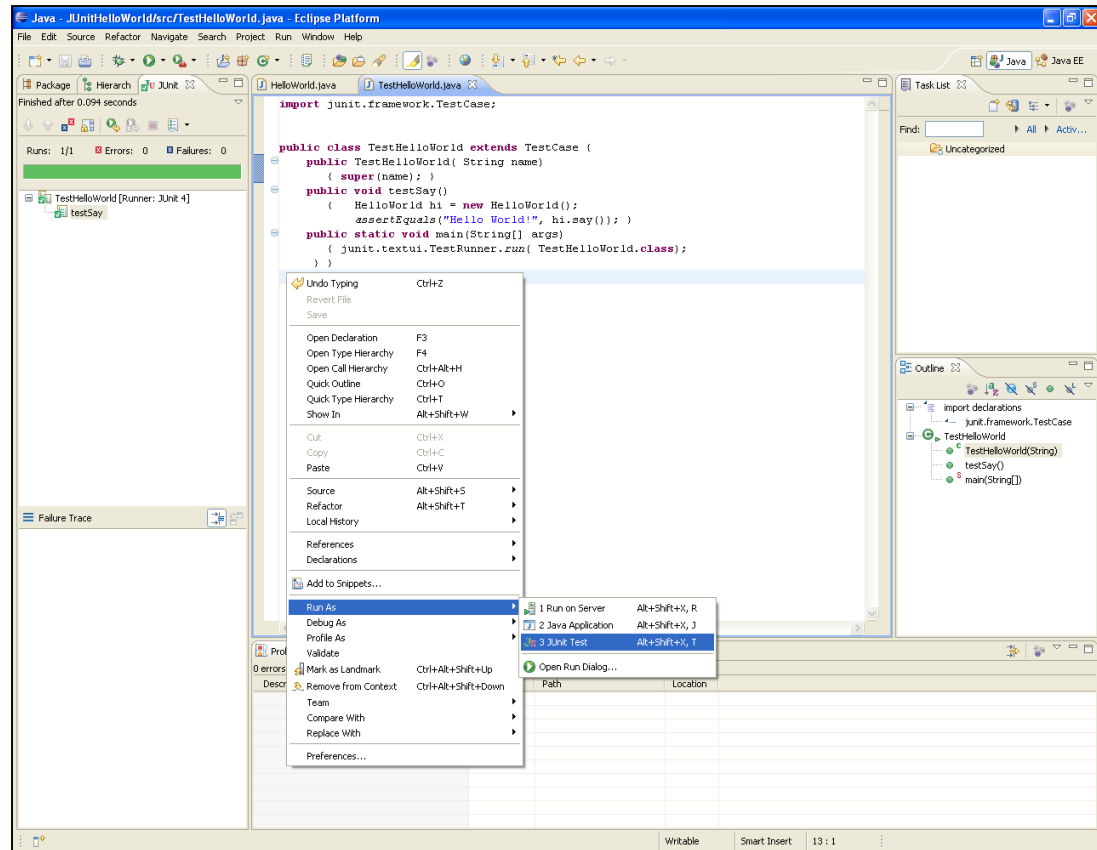 Java - JUnitHelloWorld/src/TestHelloWorld.java - Eclipse Platform
File Edit Source Refactor Navigate Search Project Run Window Help
Java Java EE
Package Hierarch JUnit
Finished after 0.094 seconds
Runs: 1/1 Errors: 0 Failures: 0
TestHelloWorld [Runner: JUnit 4]
testSay
Failure Trace
HelloWorld.java TestHelloWorld.java
import junit.framework.TestCase;
public class TestHelloWorld extends TestCase {
public TestHelloWorld( String name)
{ super(name); }
public void testSay()
{ HelloWorld hi = new HelloWorld();
assertEquals("Hello World!", hi.say()); }
public static void main(String[] args)
{ junit.textui.TestRunner.run( TestHelloWorld.class);
} }
Undo Typing Ctrl+Z
Revert File
Save
Open Declaration F3
Open Type Hierarchy F4
Open Call Hierarchy Ctrl+Alt+H
Quick Outline Ctrl+O
Quick Type Hierarchy Ctrl+T
Show In Alt+Shift+W
Cut Ctrl+X
Copy Ctrl+C
Paste Ctrl+V
Source Alt+Shift+S
Refactor Alt+Shift+T
Local History
References
Declarations
Add to Snippets...
Run As
Debug As
Profile As
Validate
Mark as Landmark Ctrl+Alt+Shift+Up
Remove from Context Ctrl+Alt+Shift+Down
Team
Compare With
Replace With
Preferences...
1 Run on Server Alt+Shift+X, R
2 Java Application Alt+Shift+X, J
3 JUnit Test Alt+Shift+X, T
Open Run Dialog...
Task List
Find: All Activ...
Uncategorized
Outline
import declarations
junit.framework.TestCase
TestHelloWorld
TestHelloWorld(String)
testSay()
main(String[])
Prol
0 errors
Descr Path Location
Writable Smart Insert 13 : 1